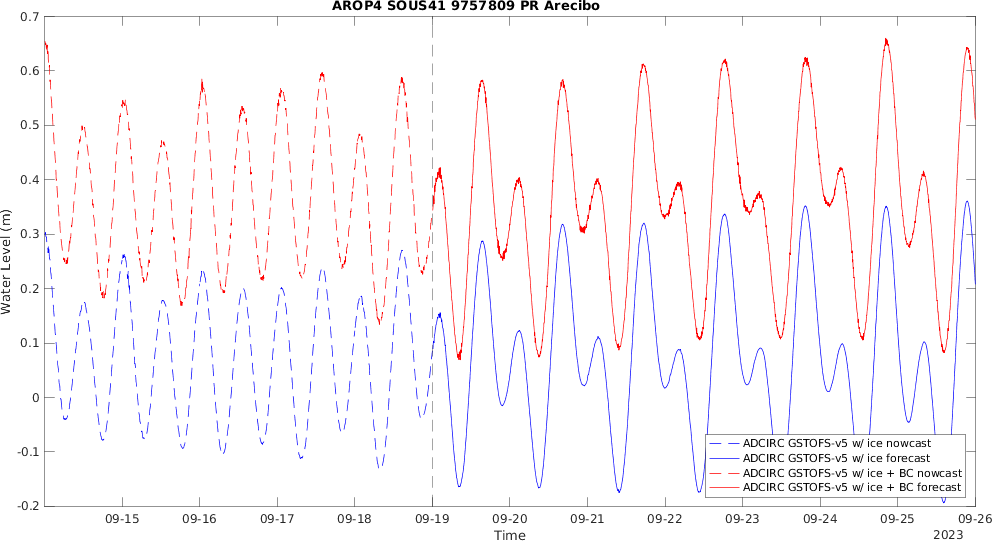 AROP4 SOUS41 9757809 PR Arecibo
0.7
0.6
0.5
0.4
0.3
0.2
0.1
0
-0.1
-0.2
Water Level (m)
ADCIRC GSTOFS-v5 w/ ice nowcast
ADCIRC GSTOFS-v5 w/ ice forecast
ADCIRC GSTOFS-v5 w/ ice + BC nowcast
ADCIRC GSTOFS-v5 w/ ice + BC forecast
09-15 09-16 09-17 09-18 09-19 09-20 09-21 09-22 09-23 09-24 09-25 09-26
Time
2023